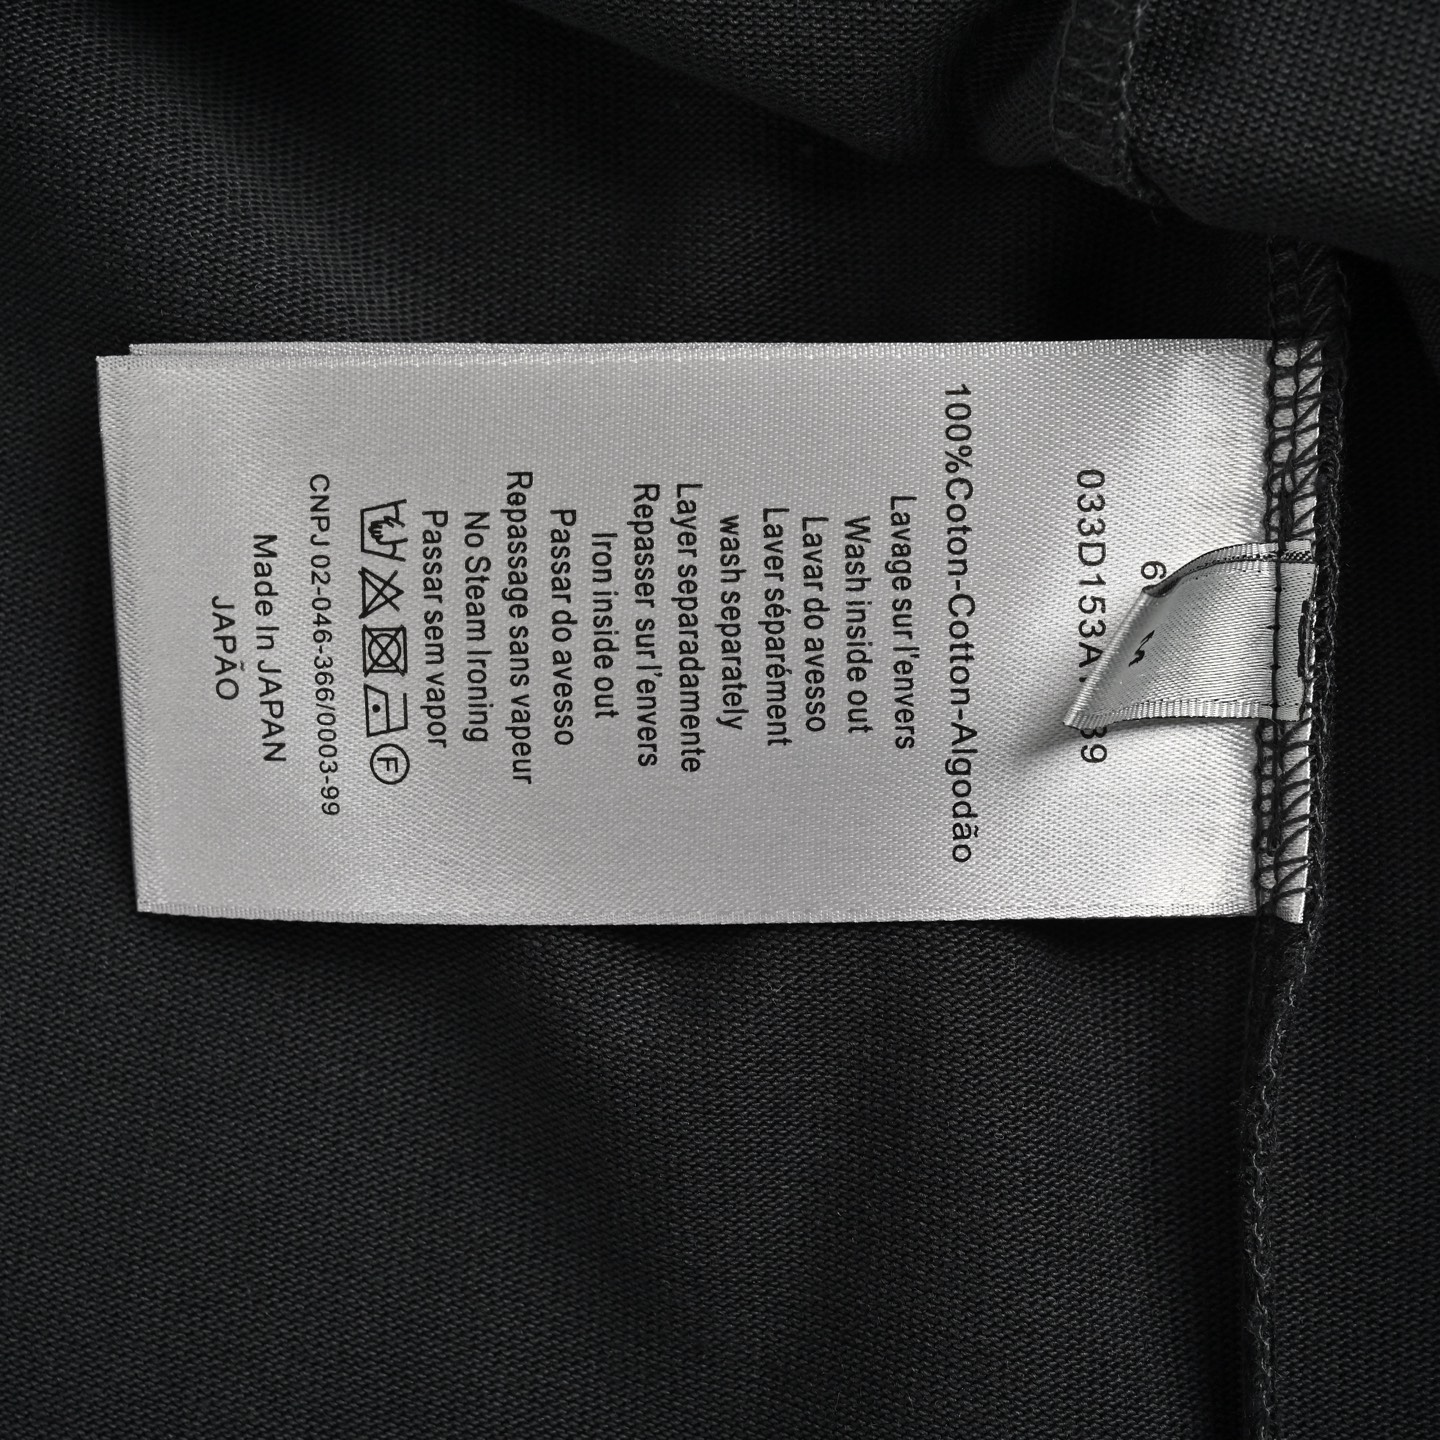 6
033D153A 39
100%Coton-Cotton-Algodão
Lavage sur l'envers
Wash inside out
Lavar do avesso
Laver séparément
wash separately
Layer separadamente
Repasser sur l'envers
Iron inside out
Passar do avesso
Repassage sans vapeur
No Steam Ironing
Passar sem vapor
F
CNPJ 02-046-366/0003-99
Made In JAPAN
JAPÃO